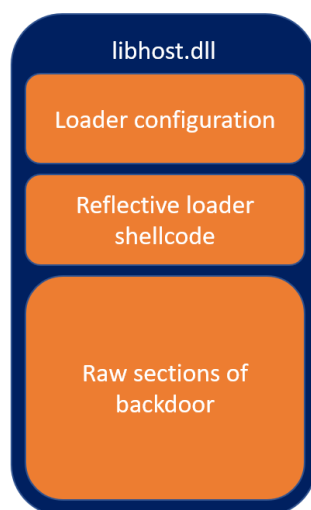 libhost.dll
Loader configuration
Reflective loader
shellcode
Raw sections of
backdoor